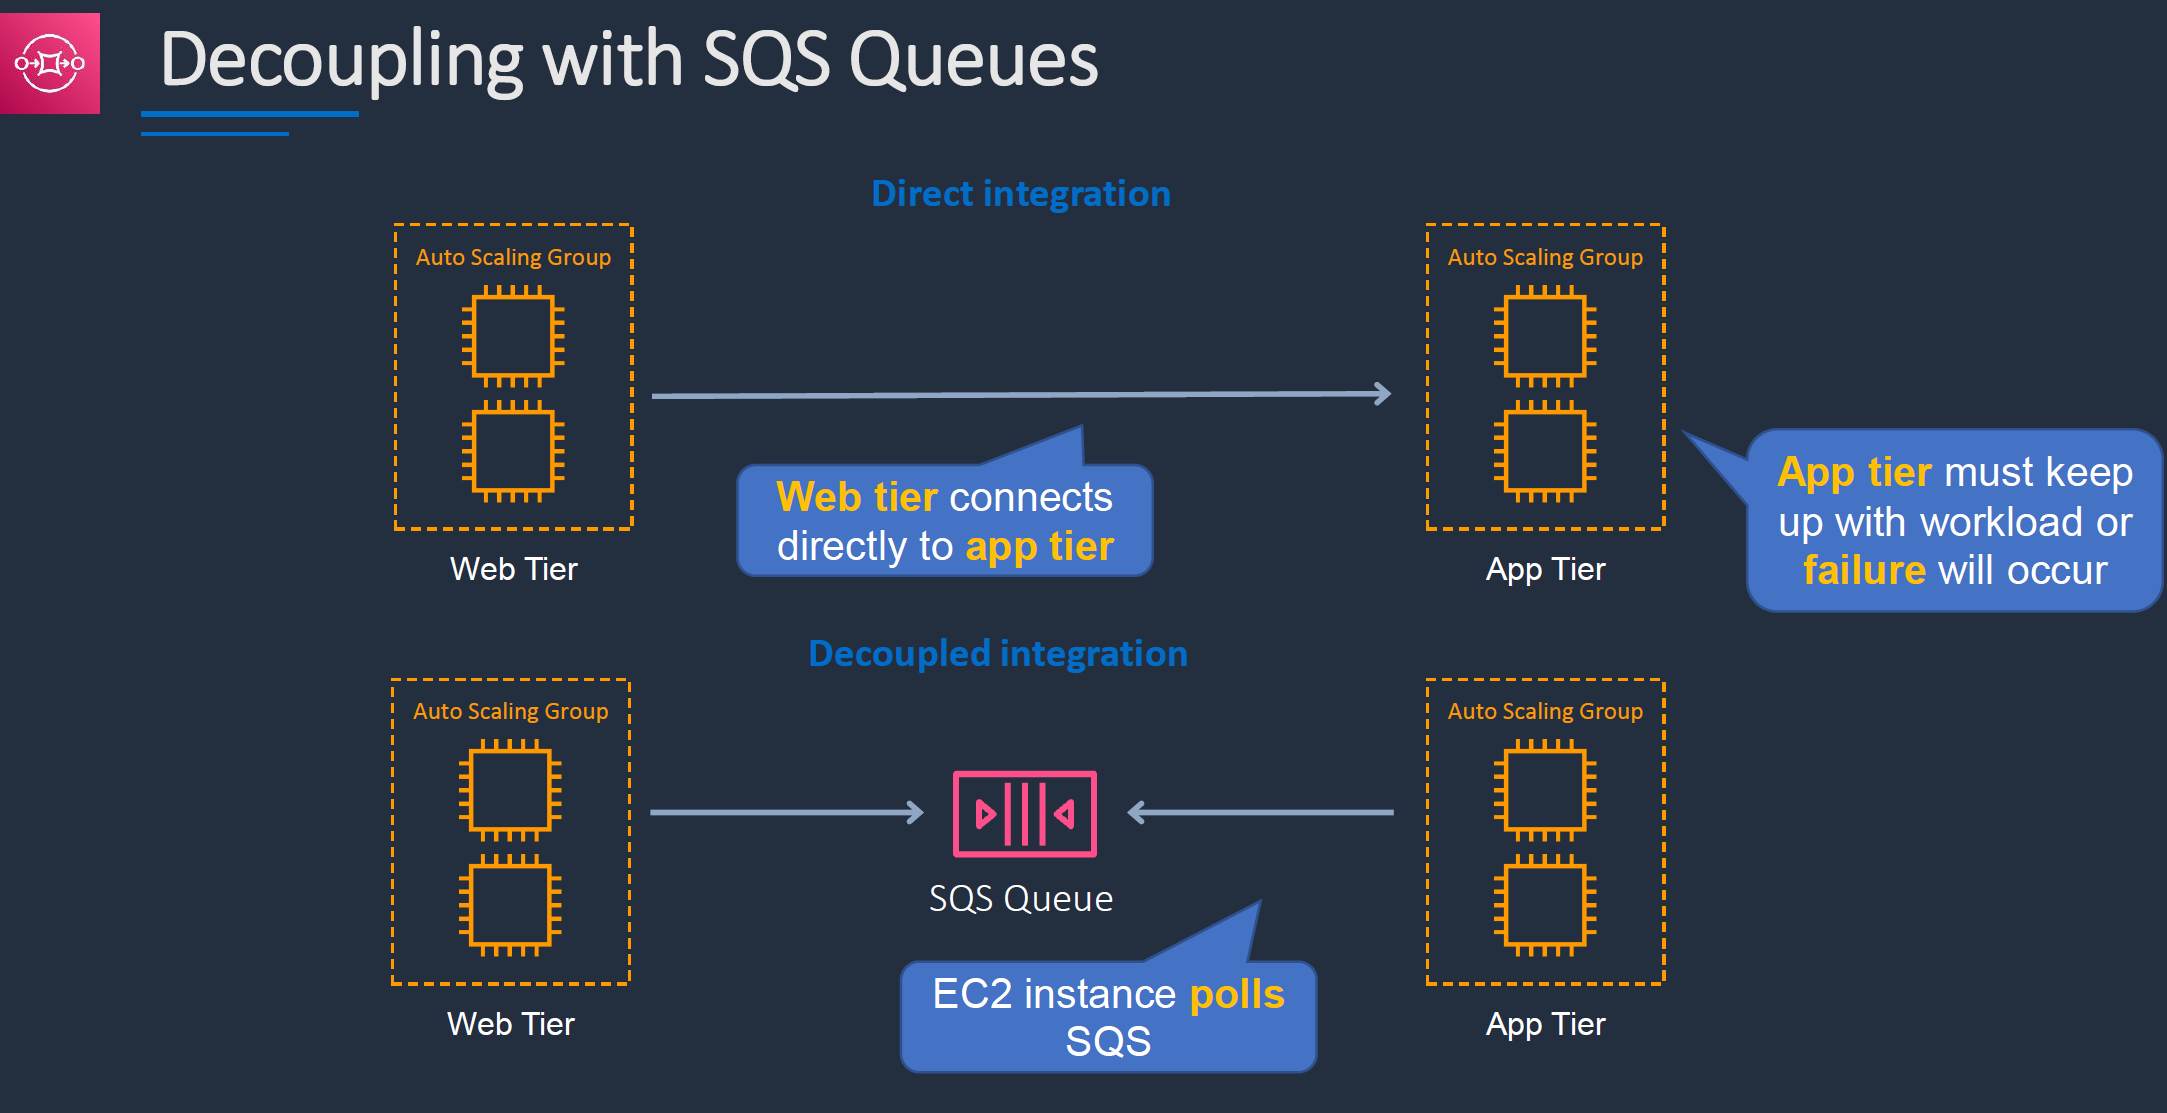 Decoupling with SQS Queues
Direct integration
Auto Scaling Group
Auto Scaling Group
Web tier connects
directly to app tier
App tier must keep
up with workload or
failure will occur
Web Tier
App Tier
Decoupled integration
Auto Scaling Group
Auto Scaling Group
SQS Queue
EC2 instance polls
SQS
Web Tier
App Tier